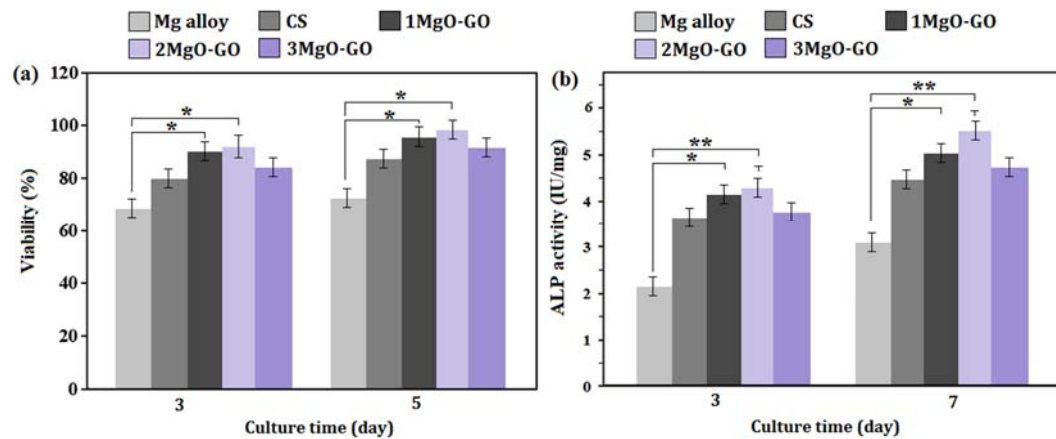 Mg alloy CS 1MgO-GO
2MgO-GO 3MgO-GO
(a)
120
100
80
60
40
20
0
Viability (%)
* *
* *
3 5
Culture time (day)
Mg alloy CS 1MgO-GO
2MgO-GO 3MgO-GO
(b)
6
5
4
3
2
1
0
ALP activity (IU/mg)
** **
* *
3 7
Culture time (day)